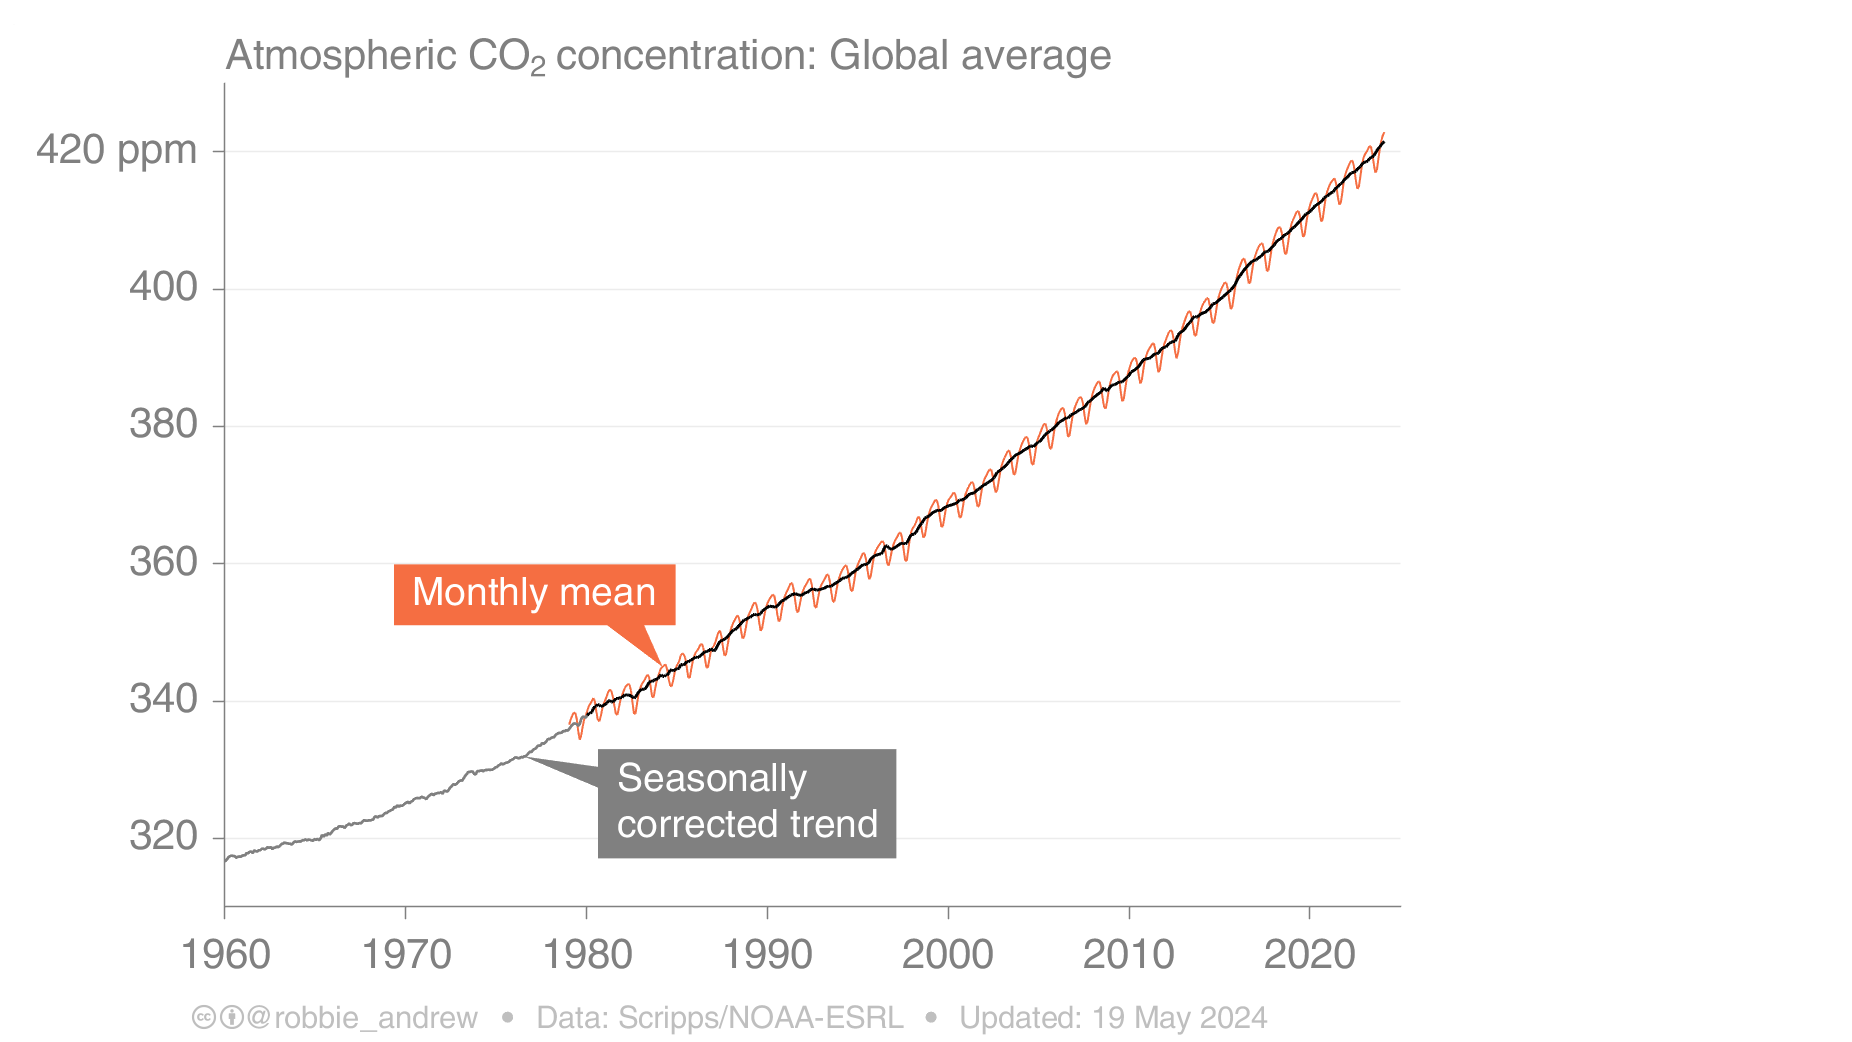 Atmospheric CO₂ concentration: Global average
420 ppm
400
380
360
340
320
Monthly mean
Seasonally
corrected trend
1960 1970 1980 1990 2000 2010 2020
cc @robbie_andrew • Data: Scripps/NOAA-ESRL • Updated: 19 May 2024